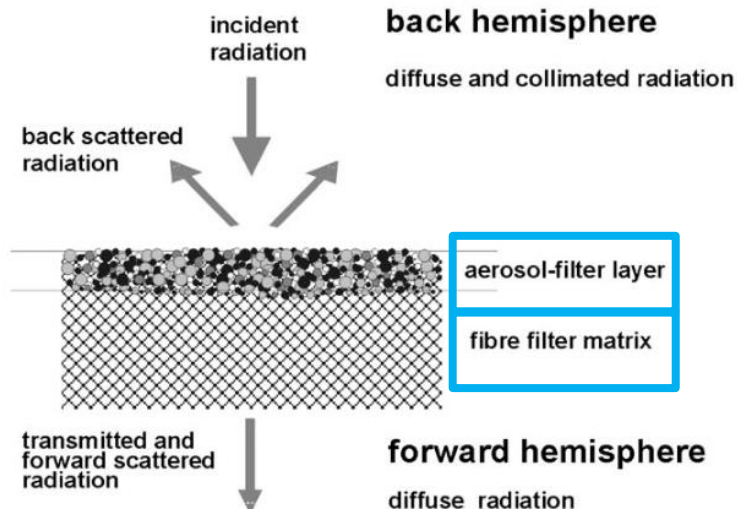 incident
radiation
back hemisphere
diffuse and collimated radiation
back scattered
radiation
aerosol-filter layer
fibre filter matrix
transmitted and
forward scattered
radiation
forward hemisphere
diffuse radiation